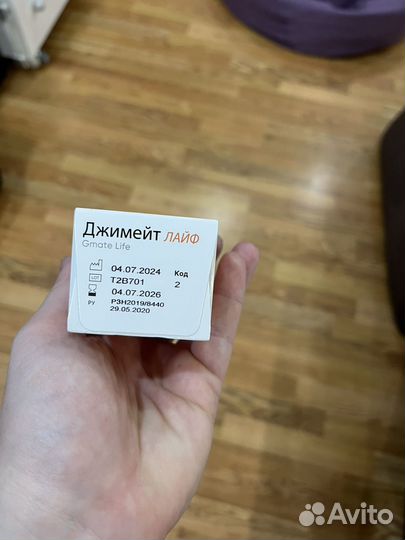 Джимейт ЛАЙФ
Gmate Life
04.07.2024 Код
LOT T2B701 2
04.07.2026
РУ РЗН2019/8440
29.05.2020
Avito